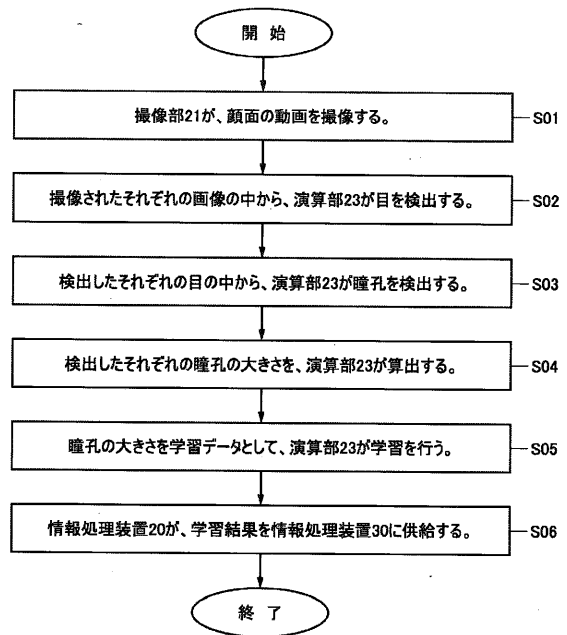 開 始
撮像部21が、顔面の動画を撮像する。
S01
撮像されたそれぞれの画像の中から、演算部23が目を検出する。
S02
検出したそれぞれの目の中から、演算部23が瞳孔を検出する。
S03
検出したそれぞれの瞳孔の大きさを、演算部23が算出する。
S04
瞳孔の大きさを学習データとして、演算部23が学習を行う。
S05
情報処理装置20が、学習結果を情報処理装置30に供給する。
S06
終 了